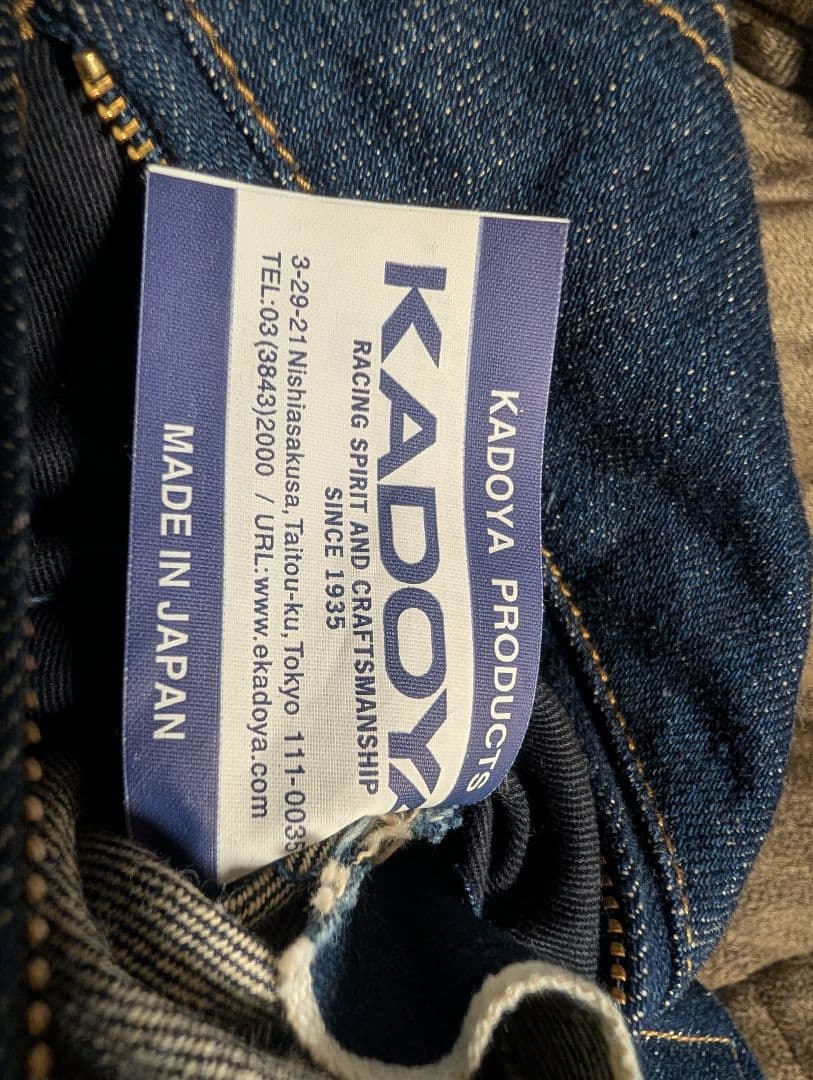 KADOYA PRODUCTS
KADOYA
RACING SPIRIT AND CRAFTSMANSHIP
SINCE 1935
3-29-21 Nishiasakusa, Taitou-ku, Tokyo 111-0035
TEL:03(3843)2000 / URL:www.ekadoya.com
MADE IN JAPAN